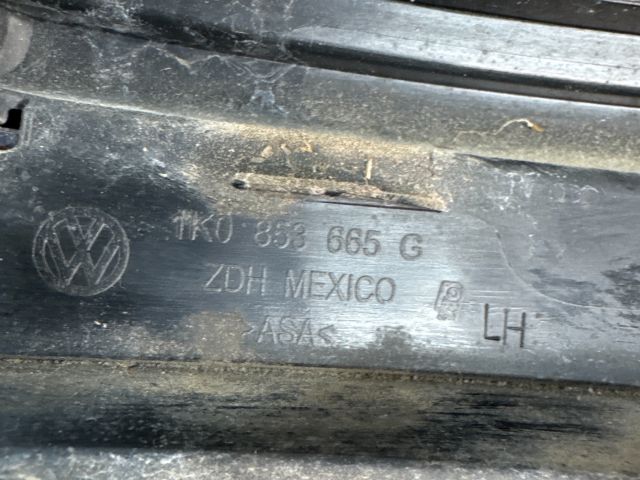 1K0 853 665 G
ZDH MEXICO
>ASA<
LH